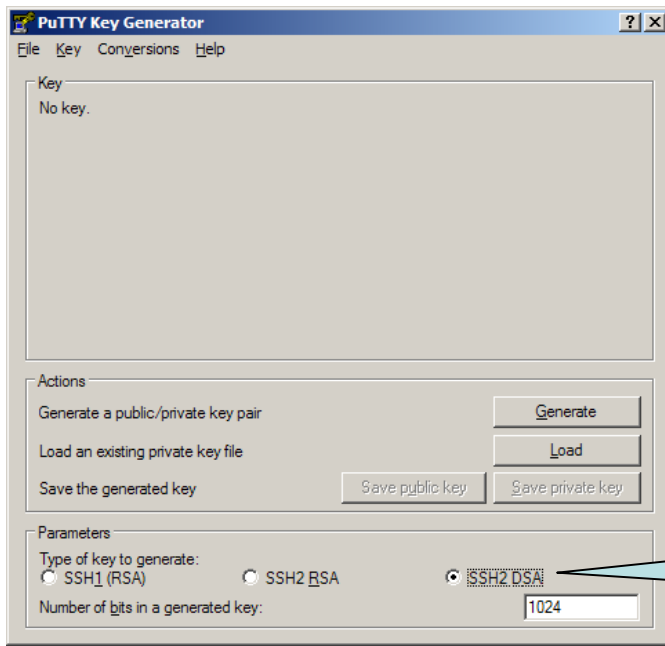 PuTTY Key Generator
File Key Conversions Help
Key
No key.
Actions
Generate a public/private key pair
Generate
Load an existing private key file
Load
Save the generated key
Save public key
Save private key
Parameters
Type of key to generate:
SSH1 (RSA)
SSH2 RSA
SSH2 DSA
Number of bits in a generated key:
1024